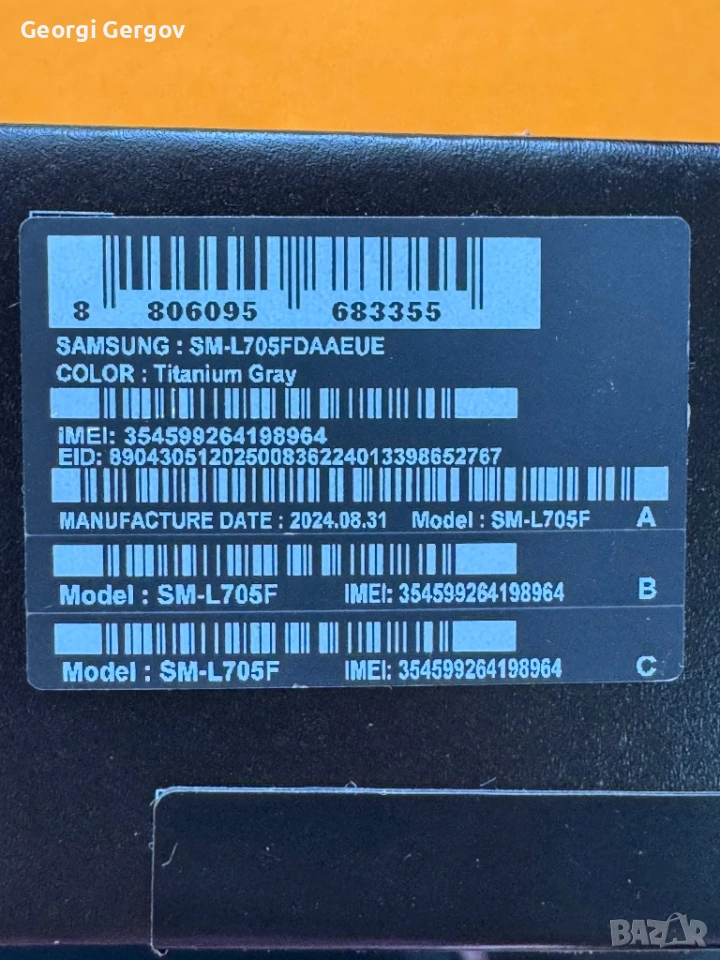 Georgi Gergov
8 806095 683355
SAMSUNG : SM-L705FDAAEUE
COLOR : Titanium Gray
iMEI: 354599264198964
EID: 89043051202500836224013398652767
MANUFACTURE DATE : 2024.08.31 Model : SM-L705F A
Model : SM-L705F IMEI: 354599264198964 B
Model : SM-L705F IMEI: 354599264198964 C
BAZAR